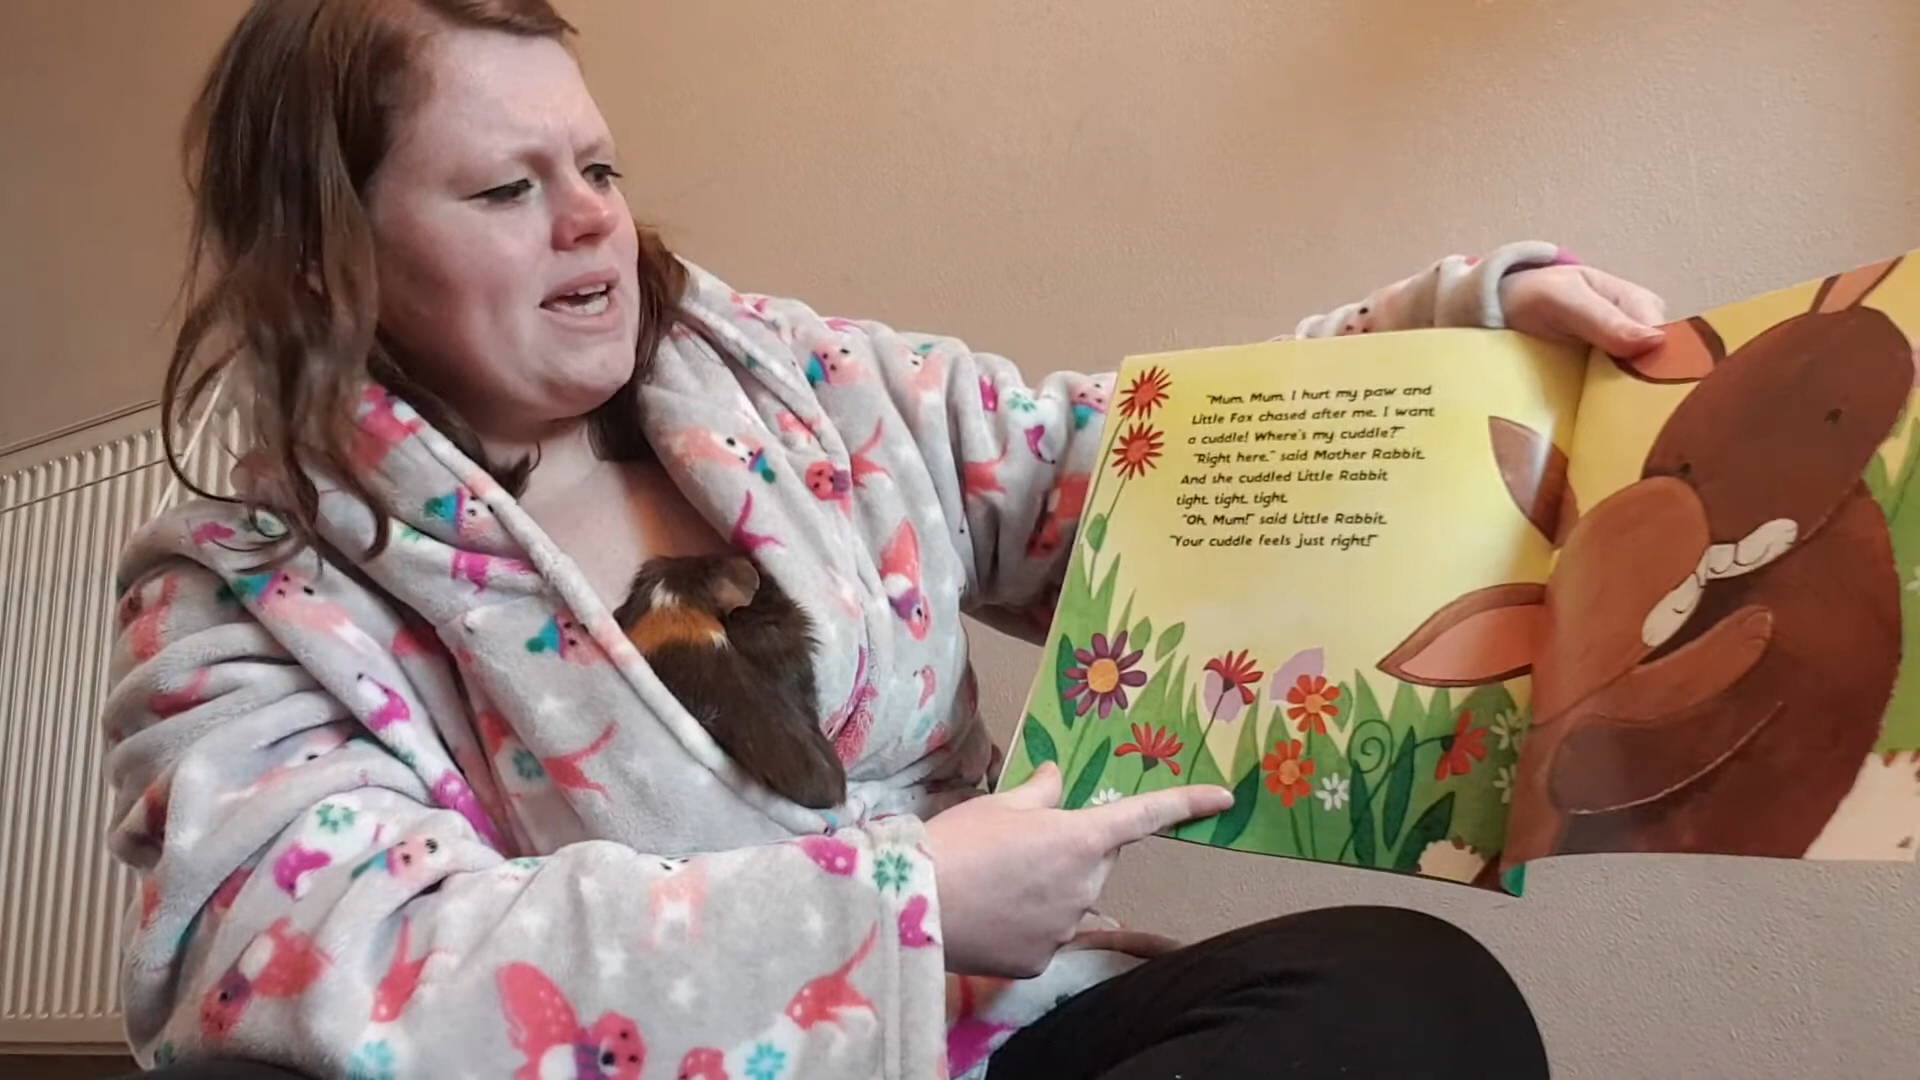 "Mum, Mum, I hurt my paw and
Little Fox chased after me. I want
a cuddle! Where's my cuddle?"
"Right here," said Mother Rabbit.
And she cuddled Little Rabbit
tight, tight, tight.
"Oh, Mum!" said Little Rabbit.
"Your cuddle feels just right!"